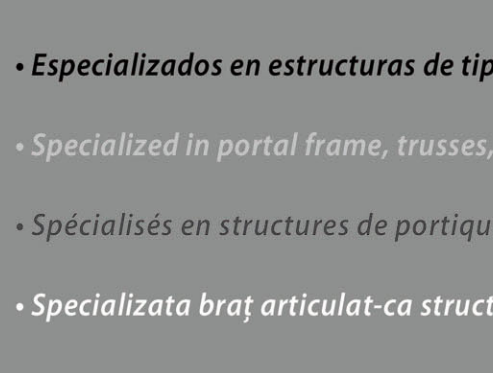 • Especializados en estructuras de tip
• Specialized in portal frame, trusses,
• Spécialisés en structures de portiqu
• Specializata braț articulat-ca struct